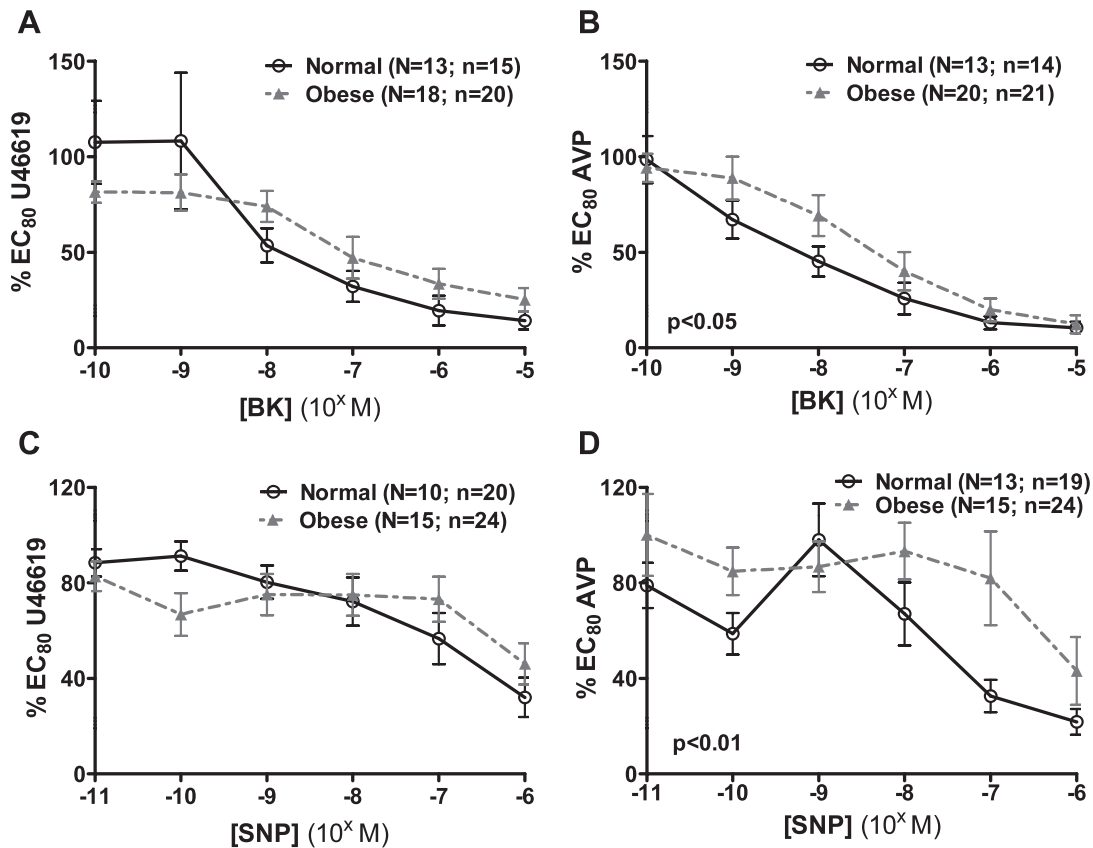 A
150
100
50
0
% EC80 U46619
Normal (N=13; n=15)
Obese (N=18; n=20)
-10 -9 -8 -7 -6 -5
[BK] (10^x M)
B
150
100
50
0
% EC80 AVP
Normal (N=13; n=14)
Obese (N=20; n=21)
p<0.05
-10 -9 -8 -7 -6 -5
[BK] (10^x M)
C
120
80
40
0
% EC80 U46619
Normal (N=10; n=20)
Obese (N=15; n=24)
-11 -10 -9 -8 -7 -6
[SNP] (10^x M)
D
120
80
40
0
% EC80 AVP
Normal (N=13; n=19)
Obese (N=15; n=24)
p<0.01
-11 -10 -9 -8 -7 -6
[SNP] (10^x M)